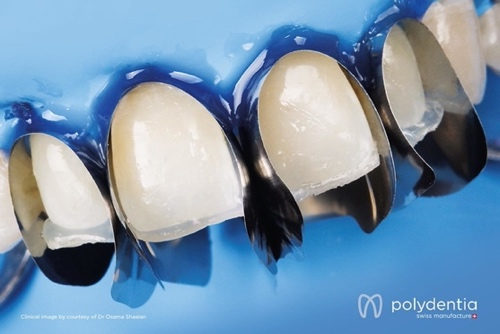 polydentia
swiss manufacture
Clinical image by courtesy of Dr Osama Shaalan